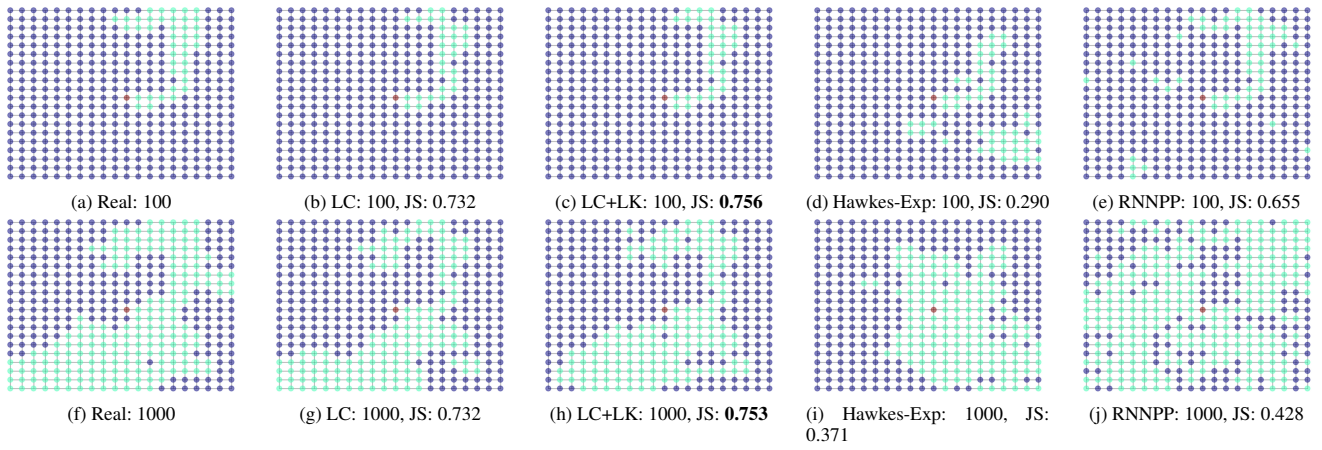 (a) Real: 100
(b) LC: 100, JS: 0.732
(c) LC+LK: 100, JS: 0.756
(d) Hawkes-Exp: 100, JS: 0.290
(e) RNNPP: 100, JS: 0.655
(f) Real: 1000
(g) LC: 1000, JS: 0.732
(h) LC+LK: 1000, JS: 0.753
(i) Hawkes-Exp: 1000, JS:
0.371
(j) RNNPP: 1000, JS: 0.428